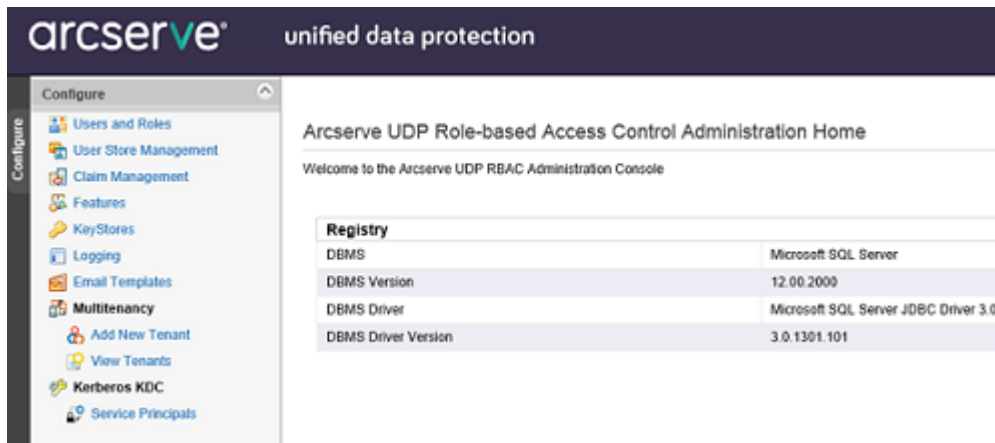 arcserve® unified data protection
Configure
Configure
Users and Roles
User Store Management
Claim Management
Features
KeyStores
Logging
Email Templates
Multitenancy
Add New Tenant
View Tenants
Kerberos KDC
Service Principals
Arcserve UDP Role-based Access Control Administration Home
Welcome to the Arcserve UDP RBAC Administration Console
Registry
DBMS Microsoft SQL Server
DBMS Version 12.00.2000
DBMS Driver Microsoft SQL Server JDBC Driver 3.0
DBMS Driver Version 3.0.1301.101